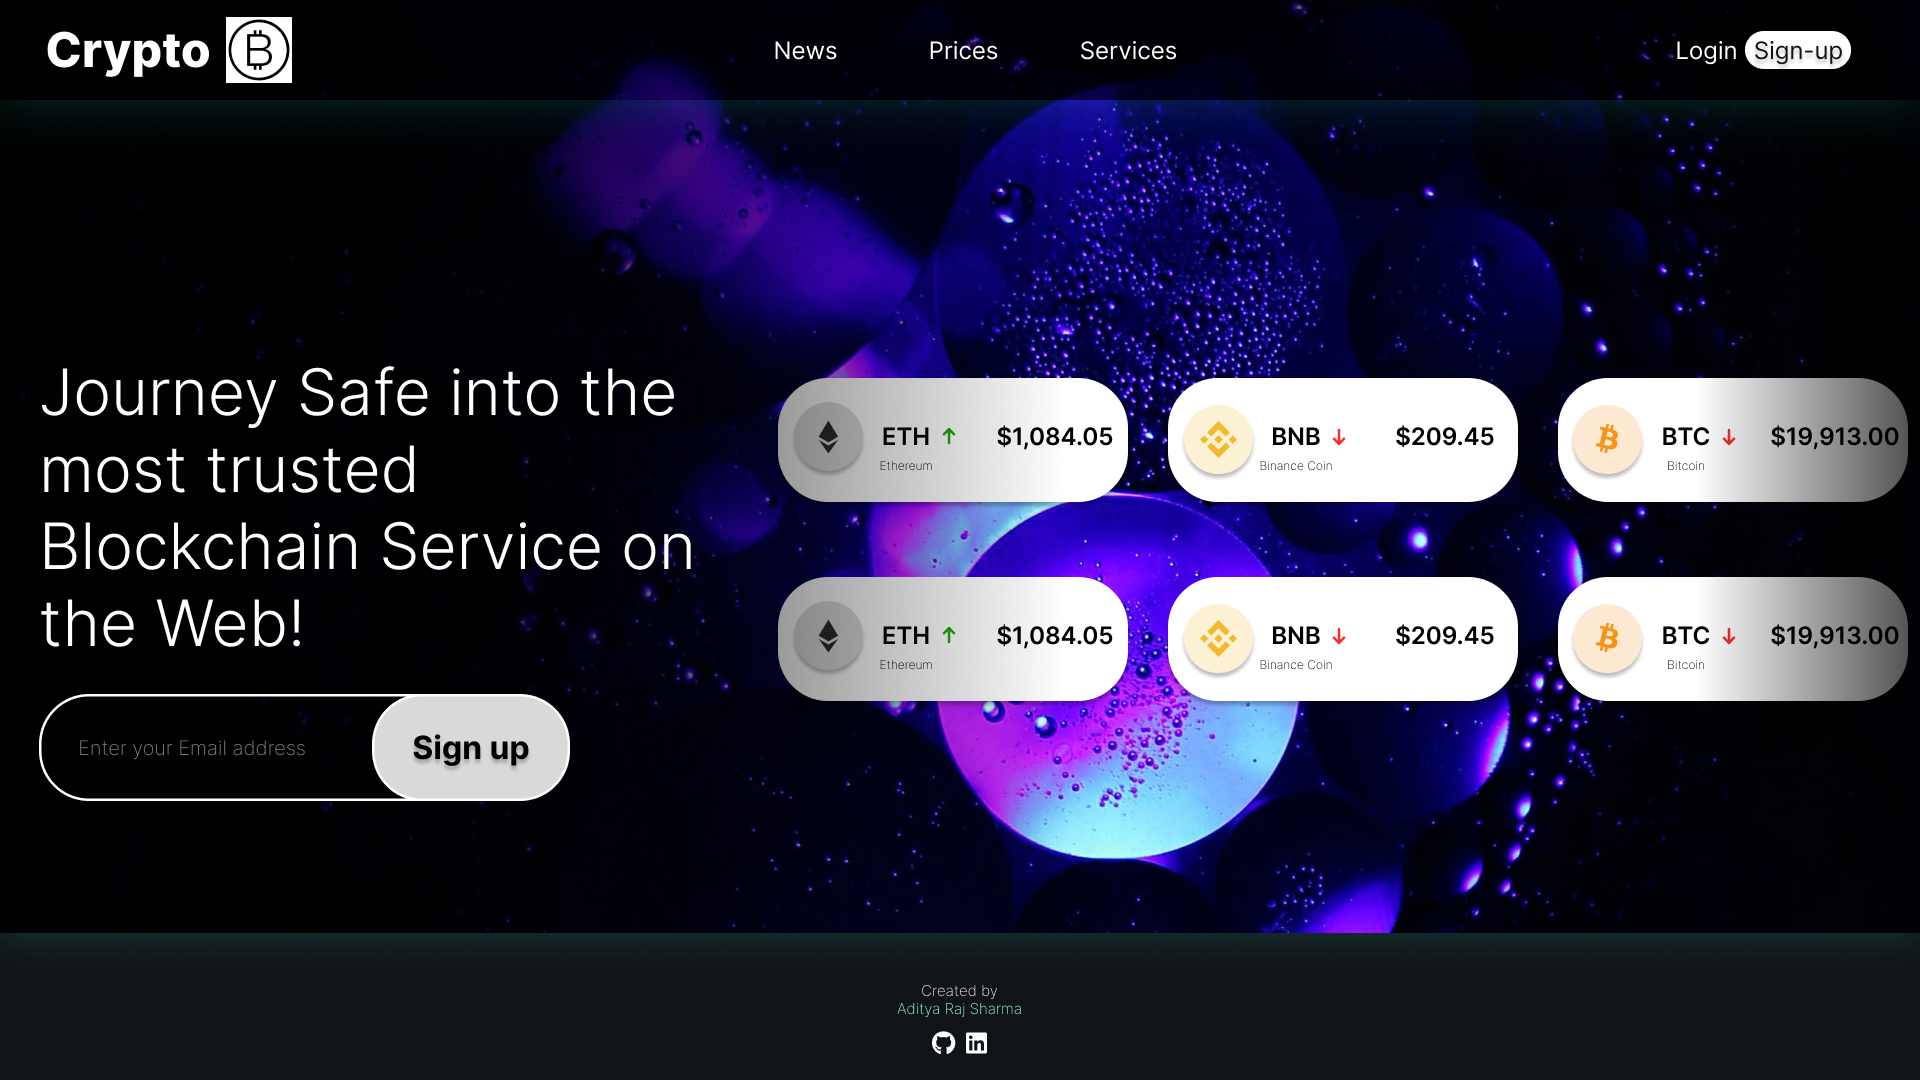 Crypto
News
Prices
Services
Login
Sign-up
Journey Safe into the
most trusted
Blockchain Service on
the Web!
Enter your Email address
Sign up
ETH
$1,084.05
Ethereum
BNB
$209.45
Binance Coin
BTC
$19,913.00
Bitcoin
ETH
$1,084.05
Ethereum
BNB
$209.45
Binance Coin
BTC
$19,913.00
Bitcoin
Created by
Aditya Raj Sharma